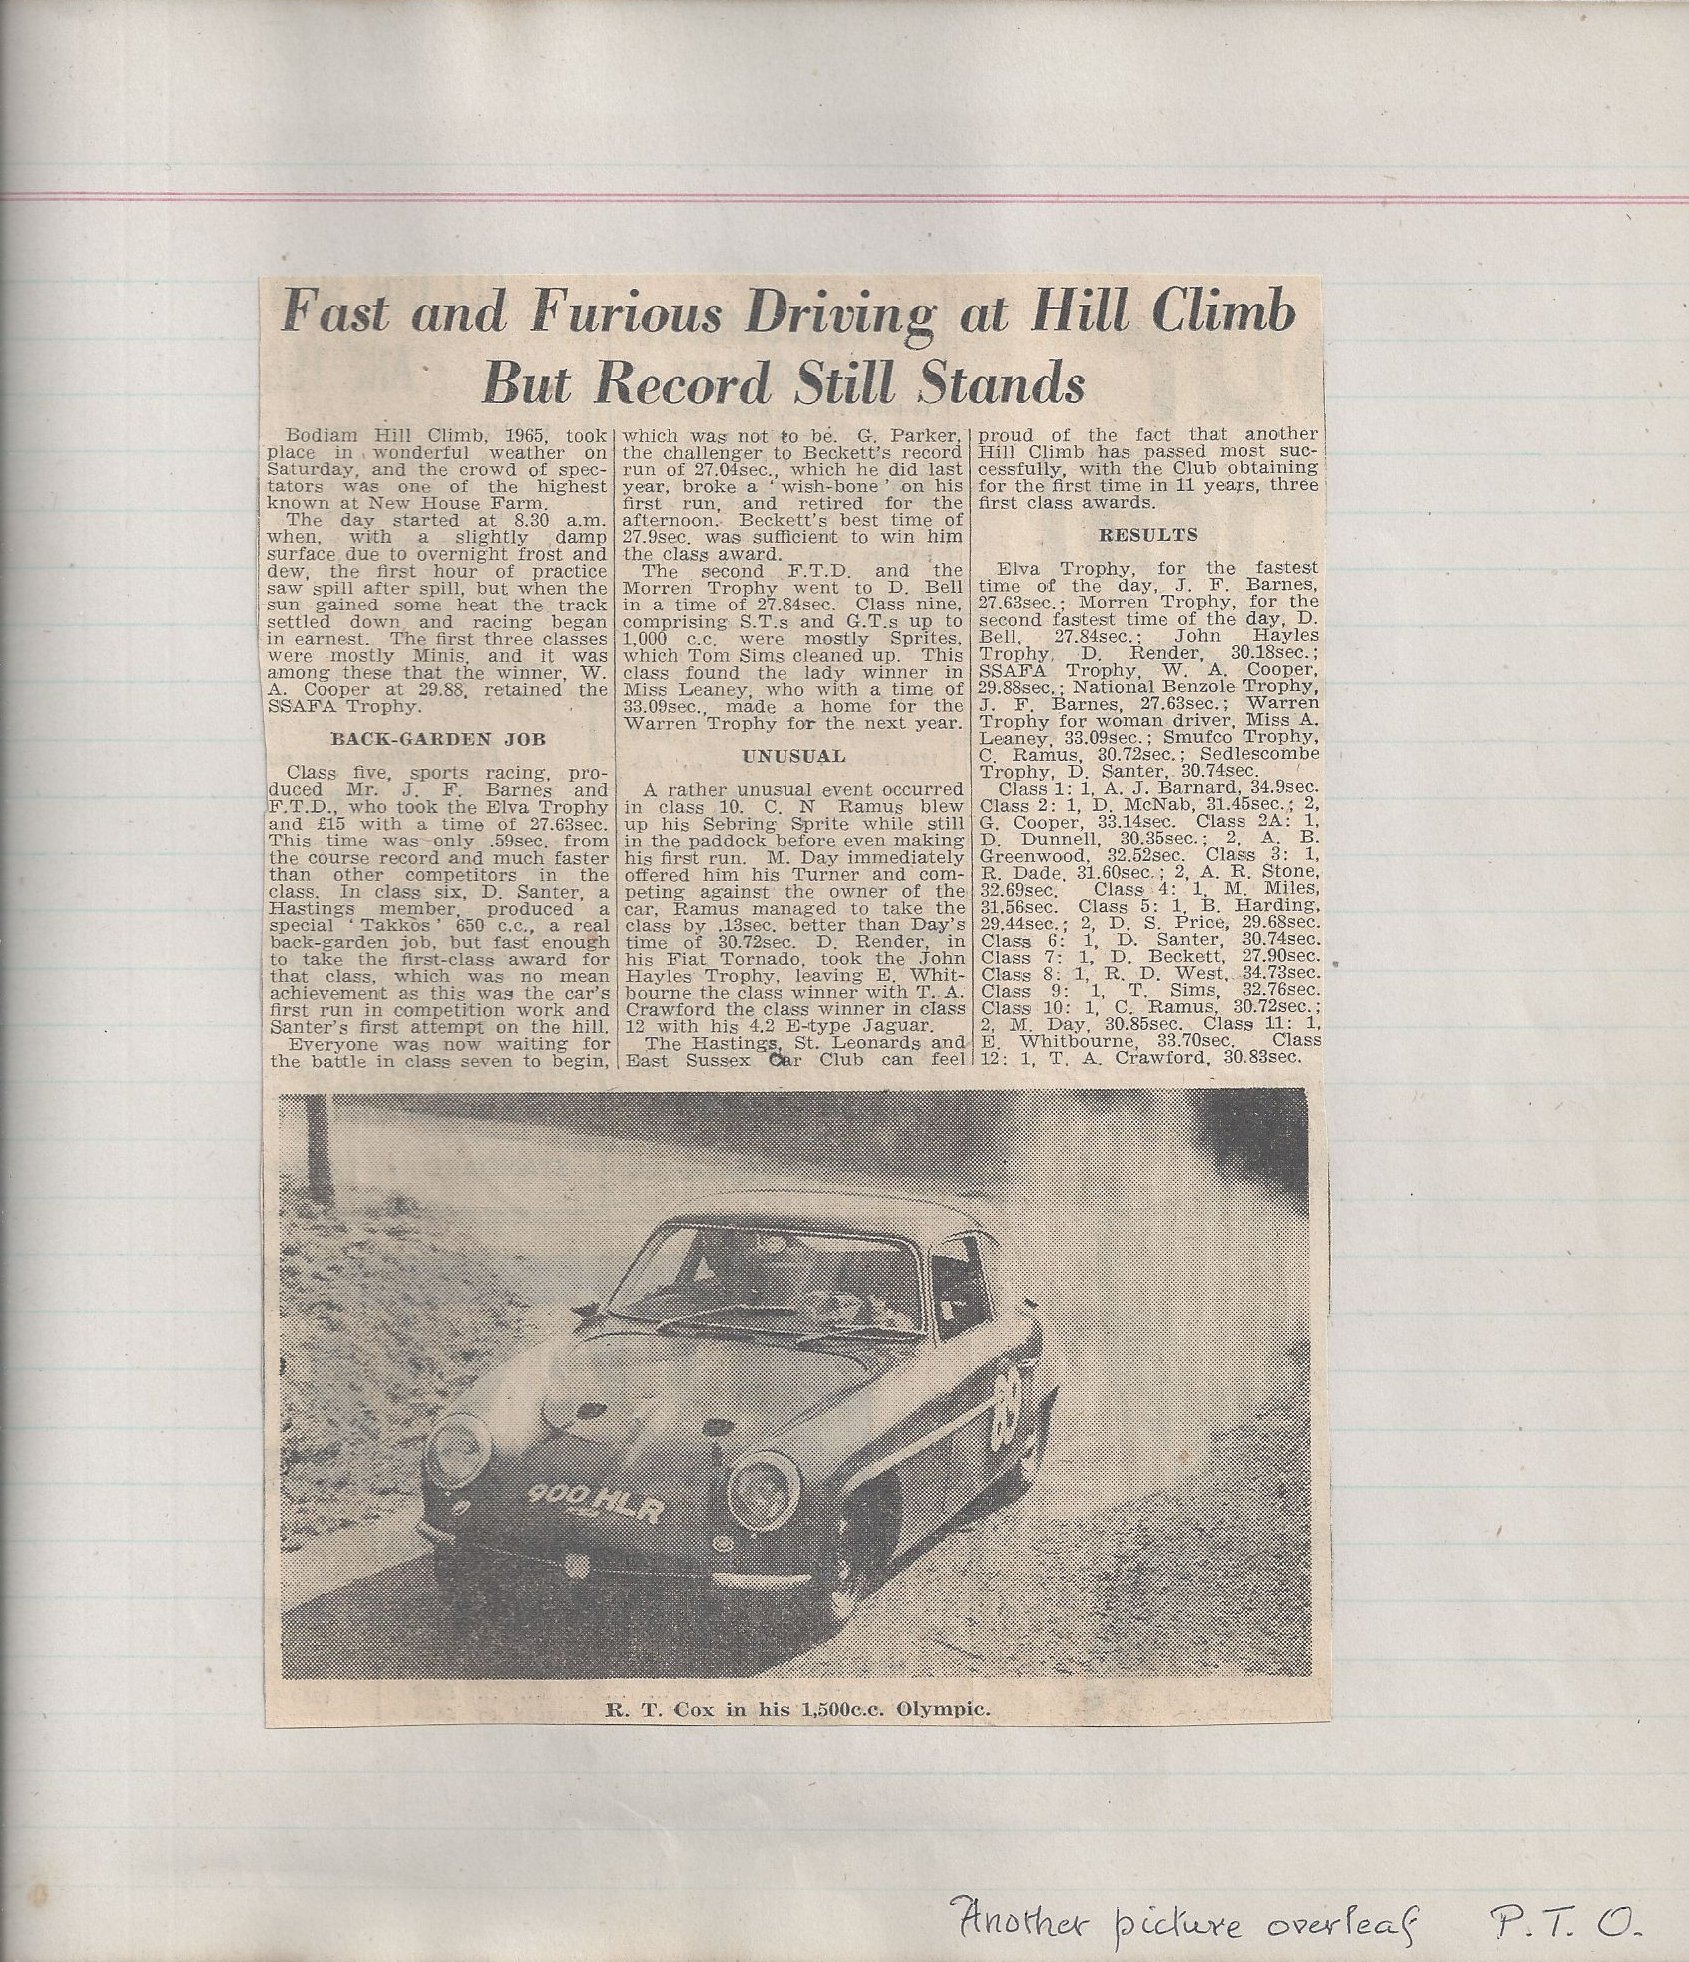 Fast and Furious Driving at Hill Climb
But Record Still Stands
Bodiam Hill Climb, 1965, took
place in wonderful weather on
Saturday, and the crowd of spec-
tators was one of the highest
known at New House Farm.
The day started at 8.30 a.m.
when, with a slightly damp
surface due to overnight frost and
dew, the first hour of practice
saw spill after spill, but when the
sun gained some heat the track
settled down and racing began
in earnest. The first three classes
were mostly Minis, and it was
among these that the winner, W.
A. Cooper at 29.88, retained the
SSAFA Trophy.
BACK-GARDEN JOB
Class five, sports racing, pro-
duced Mr. J. F. Barnes and
F.T.D., who took the Elva Trophy
and £15 with a time of 27.63sec.
This time was only .59sec. from
the course record and much faster
than other competitors in the
class. In class six, D. Santer, a
Hastings member, produced a
special ' Takkos ' 650 c.c., a real
back-garden job, but fast enough
to take the first-class award for
that class, which was no mean
achievement as this was the car's
first run in competition work and
Santer's first attempt on the hill.
Everyone was now waiting for
the battle in class seven to begin,
which was not to be. G. Parker,
the challenger to Beckett's record
run of 27.04sec., which he did last
year, broke a ' wish-bone ' on his
first run, and retired for the
afternoon. Beckett's best time of
27.9sec. was sufficient to win him
the class award.
The second F.T.D. and the
Morren Trophy went to D. Bell
in a time of 27.84sec. Class nine,
comprising S.T.s and G.T.s up to
1,000 c.c. were mostly Sprites,
which Tom Sims cleaned up. This
class found the lady winner in
Miss Leaney, who with a time of
33.09sec., made a home for the
Warren Trophy for the next year.
UNUSUAL
A rather unusual event occurred
in class 10. C. N Ramus blew
up his Sebring Sprite while still
in the paddock before even making
his first run. M. Day immediately
offered him his Turner and com-
peting against the owner of the
car, Ramus managed to take the
class by .13sec. better than Day's
time of 30.72sec. D. Render, in
his Fiat Tornado, took the John
Hayles Trophy, leaving E. Whit-
bourne the class winner with T. A.
Crawford the class winner in class
12 with his 4.2 E-type Jaguar.
The Hastings, St. Leonards and
East Sussex Car Club can feel
proud of the fact that another
Hill Climb has passed most suc-
cessfully, with the Club obtaining
for the first time in 11 years, three
first class awards.
RESULTS
Elva Trophy, for the fastest
time of the day, J. F. Barnes,
27.63sec.; Morren Trophy, for the
second fastest time of the day, D.
Bell, 27.84sec.; John Hayles
Trophy, D. Render, 30.18sec.;
SSAFA Trophy, W. A. Cooper,
29.88sec.; National Benzole Trophy,
J. F. Barnes, 27.63sec.; Warren
Trophy for woman driver, Miss A.
Leaney, 33.09sec.; Smufco Trophy,
C. Ramus, 30.72sec.; Sedlescombe
Trophy, D. Santer, 30.74sec.
Class 1: 1, A. J. Barnard, 34.9sec.
Class 2: 1, D. McNab, 31.45sec.; 2,
G. Cooper, 33.14sec. Class 2A: 1,
D. Dunnell, 30.35sec.; 2, A. B.
Greenwood, 32.52sec. Class 3: 1,
R. Dade, 31.60sec.; 2, A. R. Stone,
32.69sec. Class 4: 1, M. Miles,
31.56sec. Class 5: 1, B. Harding,
29.44sec.; 2, D. S. Price, 29.68sec.
Class 6: 1, D. Santer, 30.74sec.
Class 7: 1, D. Beckett, 27.90sec.
Class 8: 1, R. D. West, 34.73sec.
Class 9: 1, T. Sims, 32.76sec.
Class 10: 1, C. Ramus, 30.72sec.;
2, M. Day, 30.85sec. Class 11: 1,
E. Whitbourne, 33.70sec. Class
12: 1, T. A. Crawford, 30.83sec.
900 HLR
R. T. Cox in his 1,500c.c. Olympic.
Another picture overleaf P.T.O.